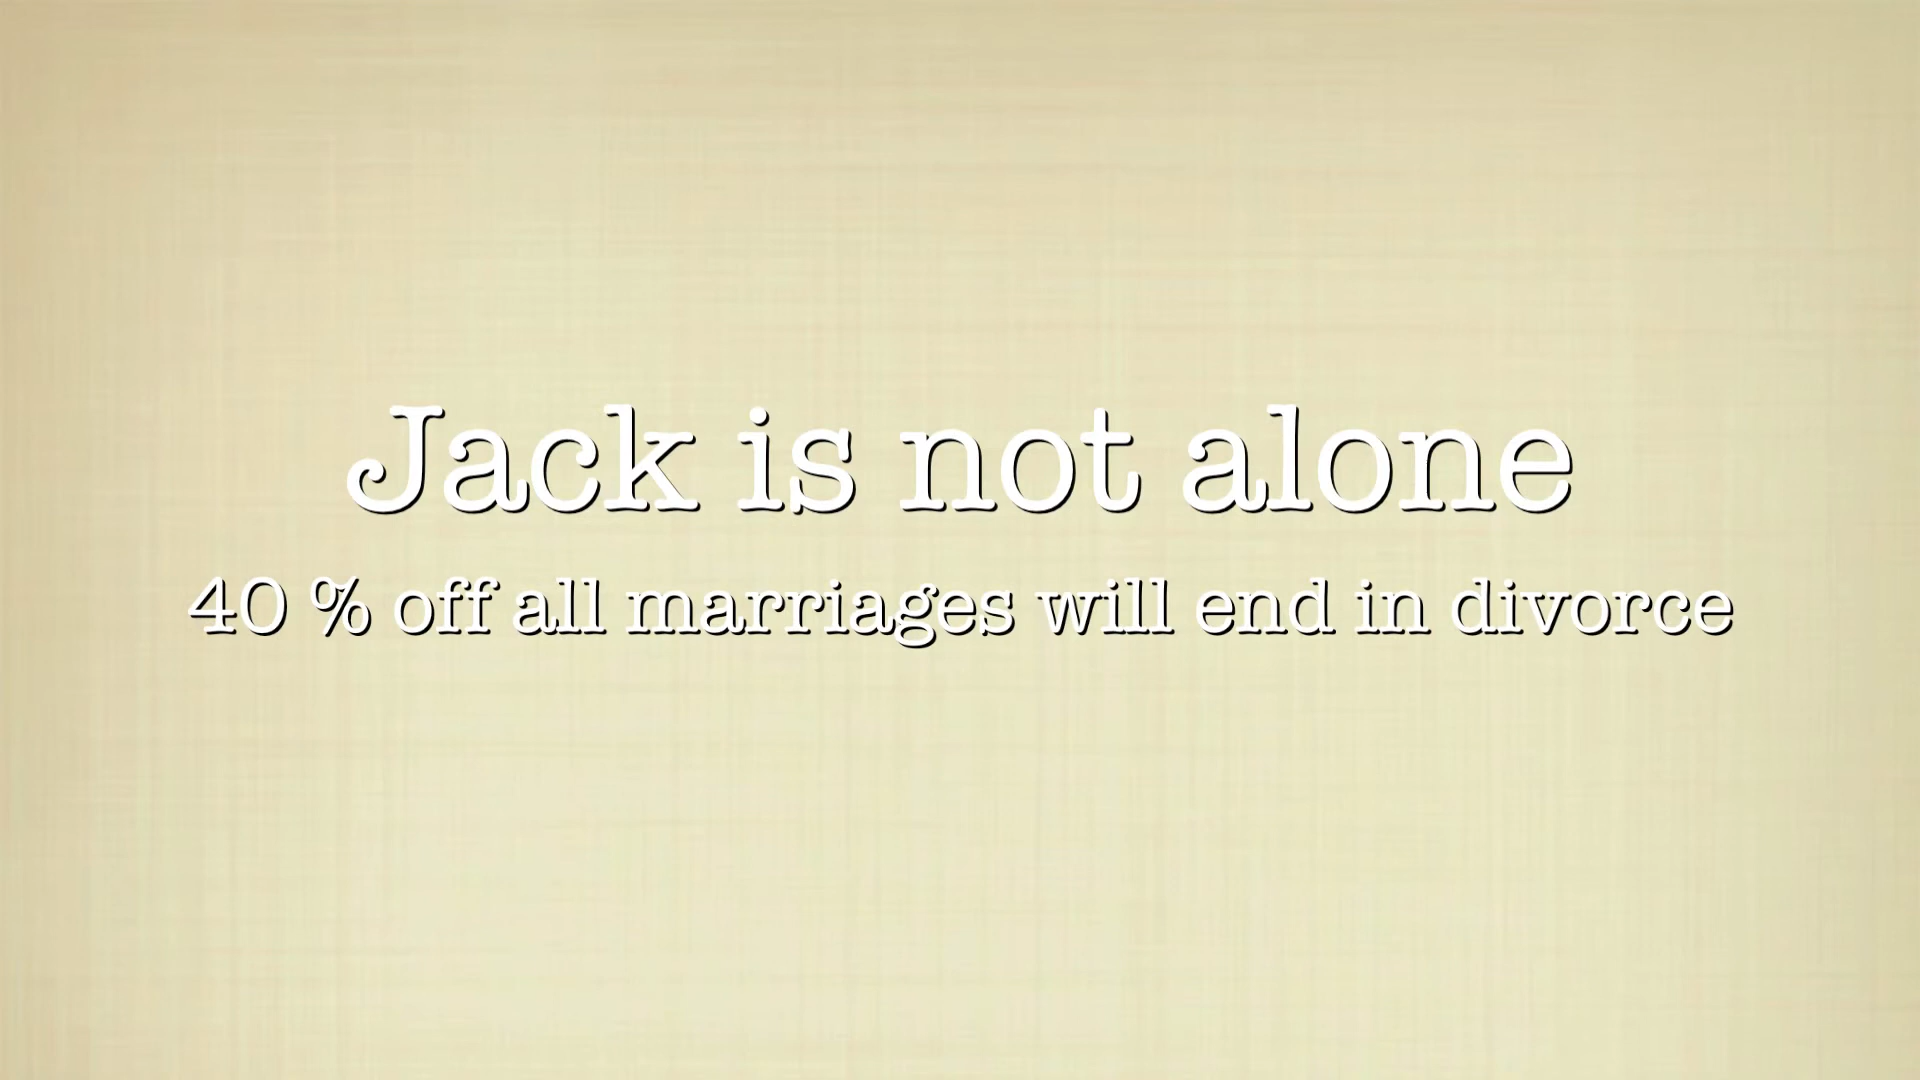 Jack is not alone
40 % off all marriages will end in divorce